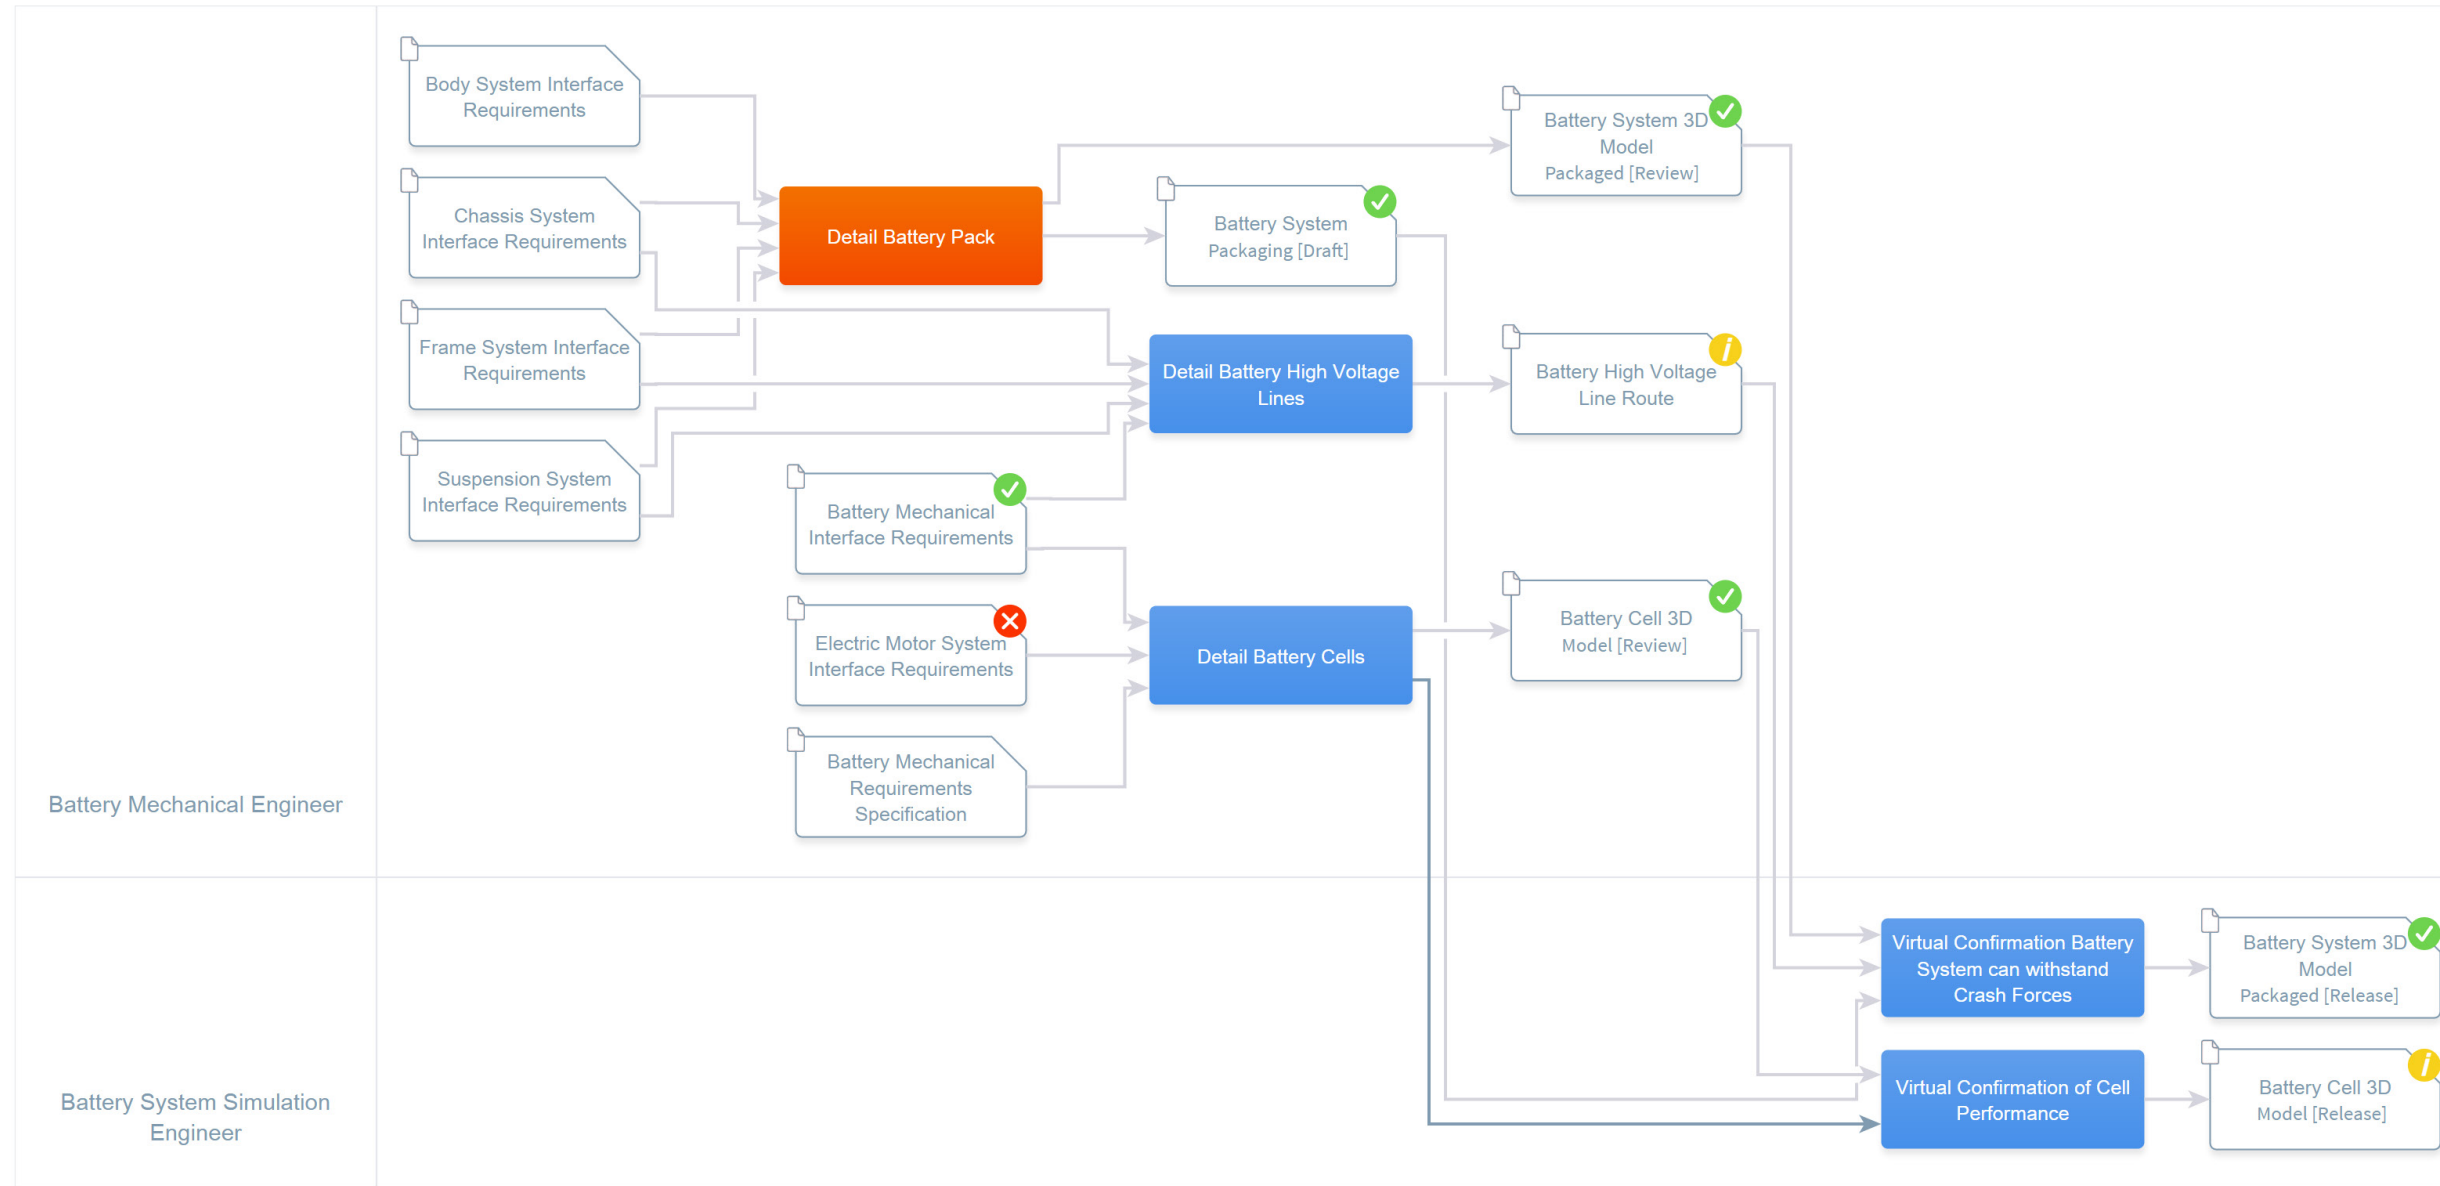 Body System Interface
Requirements
Chassis System
Interface Requirements
Frame System Interface
Requirements
Suspension System
Interface Requirements
Detail Battery Pack
Battery System
Packaging [Draft]
Battery System 3D
Model
Packaged [Review]
Detail Battery High Voltage
Lines
Battery High Voltage
Line Route
Battery Mechanical
Interface Requirements
Electric Motor System
Interface Requirements
Battery Mechanical
Requirements
Specification
Detail Battery Cells
Battery Cell 3D
Model [Review]
Battery Mechanical Engineer
Virtual Confirmation Battery
System can withstand
Crash Forces
Battery System 3D
Model
Packaged [Release]
Virtual Confirmation of Cell
Performance
Battery Cell 3D
Model [Release]
Battery System Simulation
Engineer